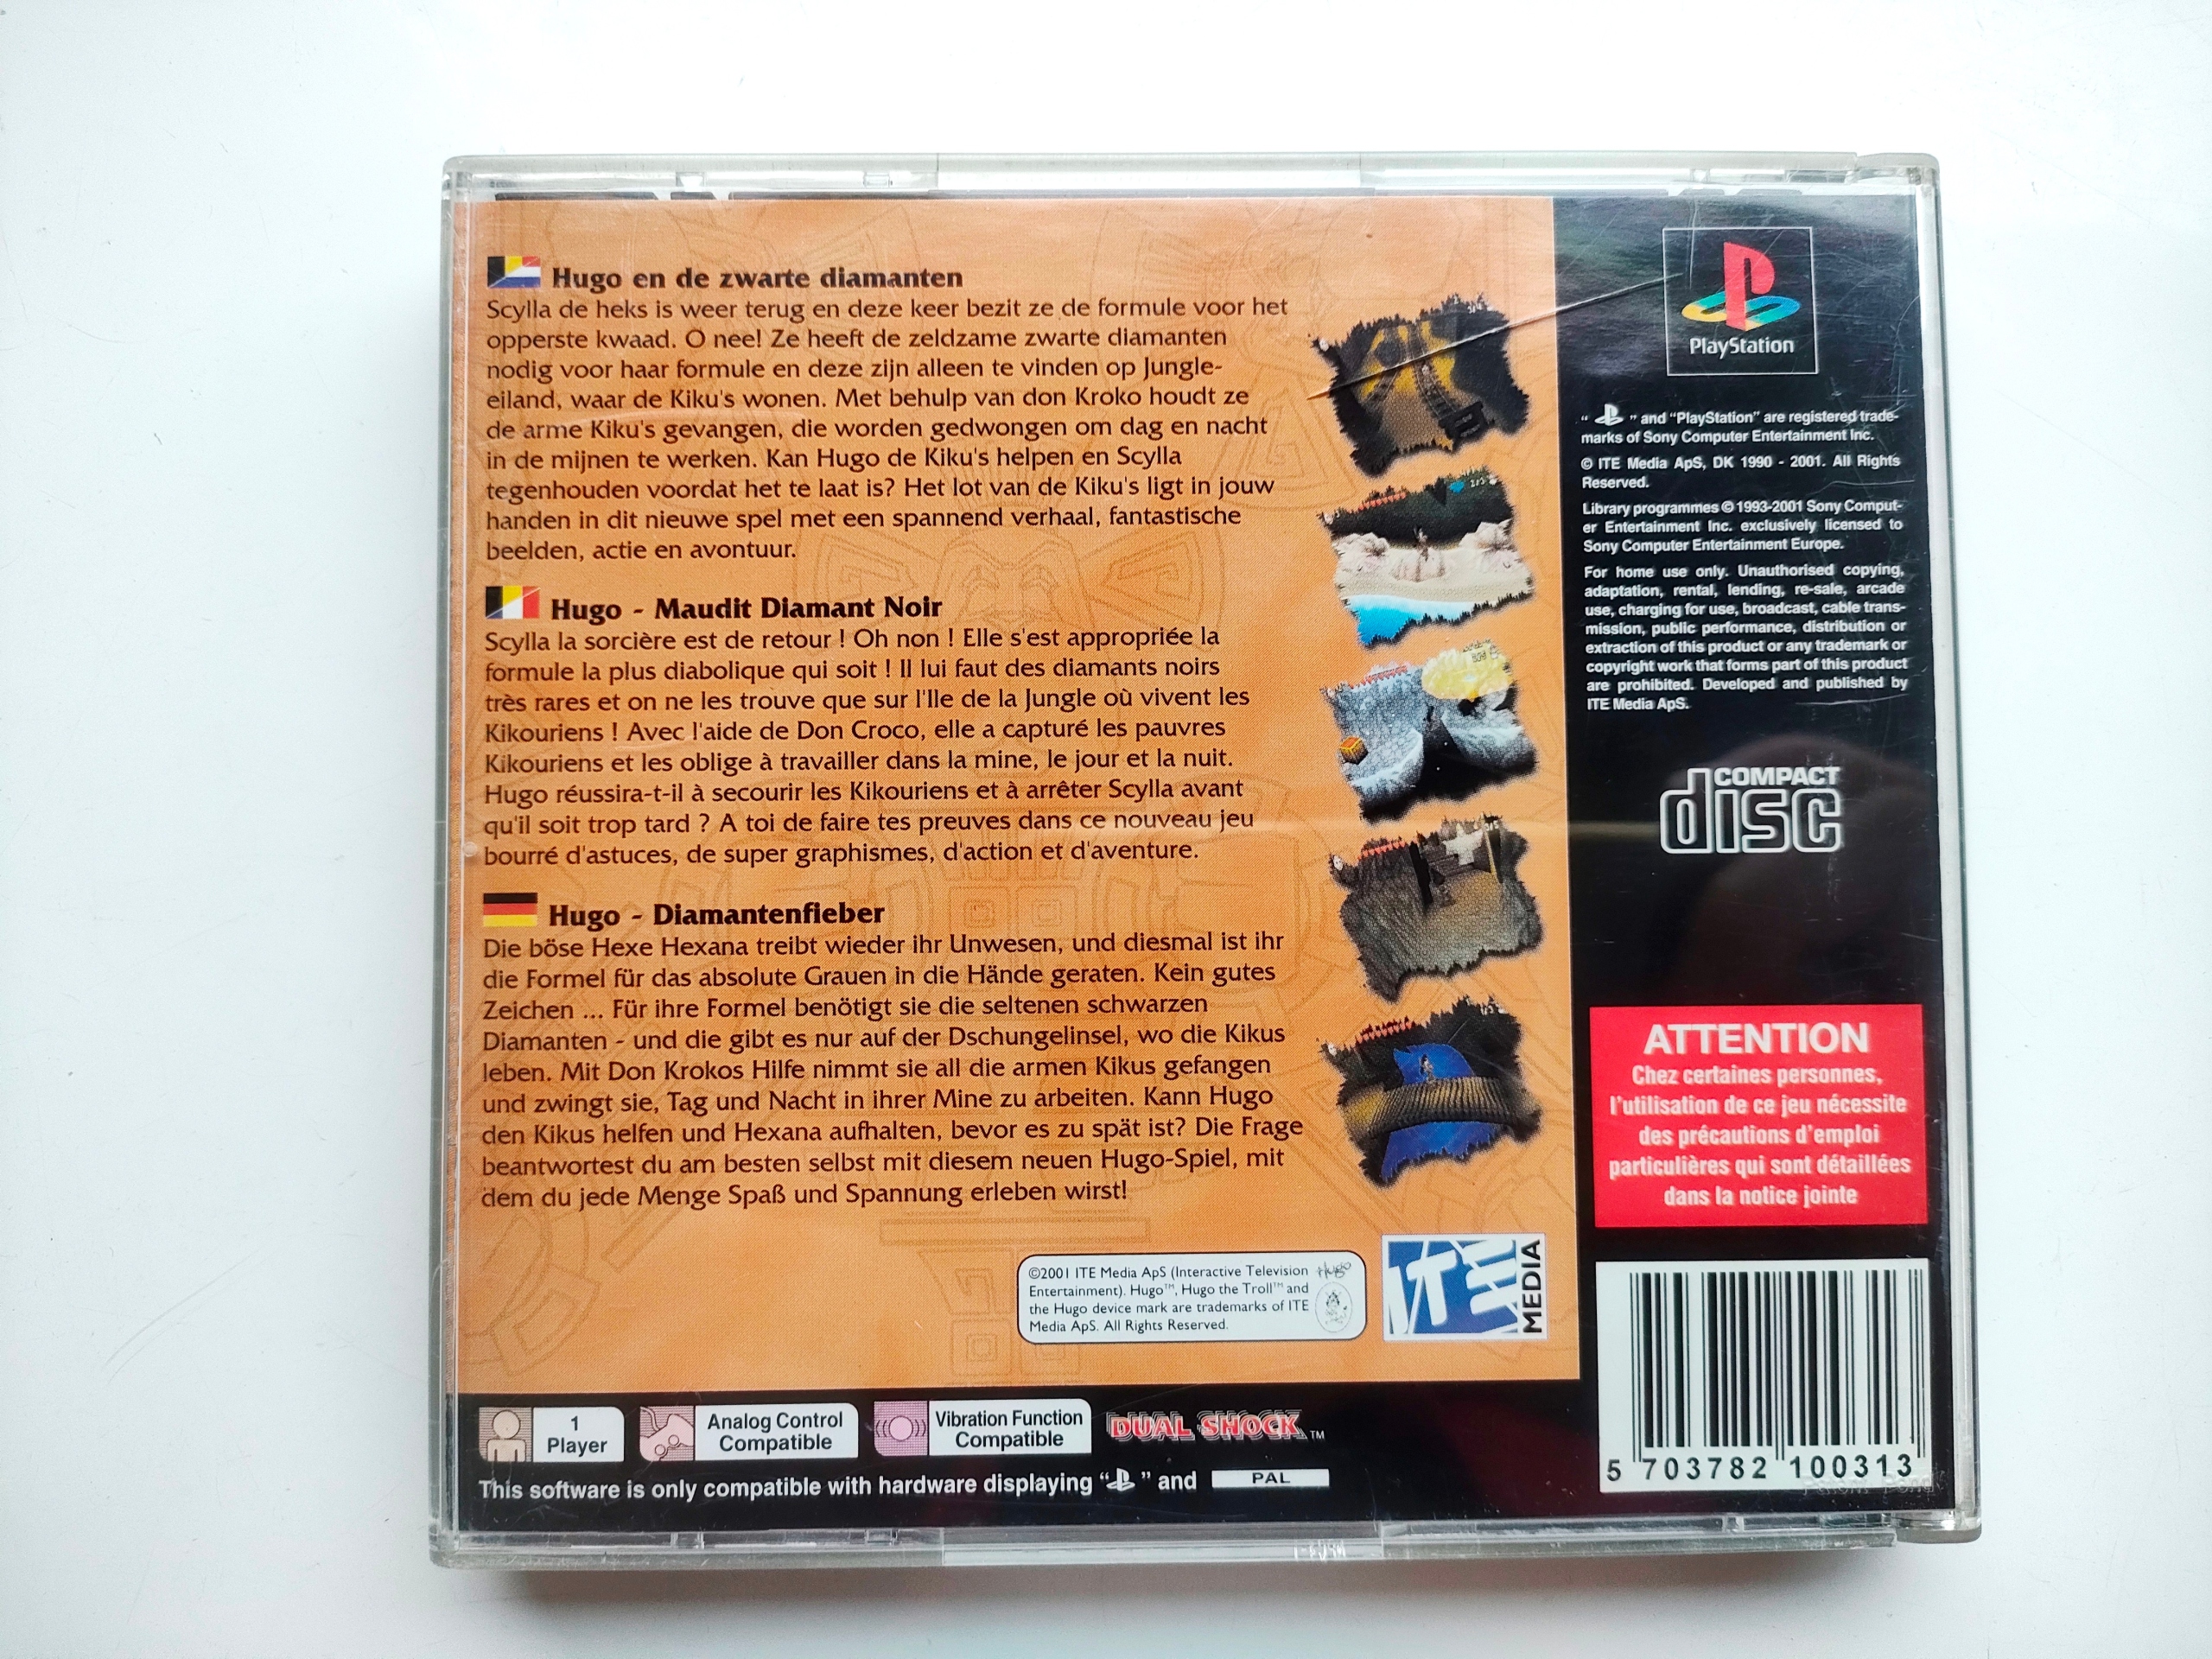 Hugo en de zwarte diamanten
Scylla de heks is weer terug en deze keer bezit ze de formule voor het
opperste kwaad. O nee! Ze heeft de zeldzame zwarte diamanten
nodig voor haar formule en deze zijn alleen te vinden op Jungle-
eiland, waar de Kiku's wonen. Met behulp van don Kroko houdt ze
de arme Kiku's gevangen, die worden gedwongen om dag en nacht
in de mijnen te werken. Kan Hugo de Kiku's helpen en Scylla
tegenhouden voordat het te laat is? Het lot van de Kiku's ligt in jouw
handen in dit nieuwe spel met een spannend verhaal, fantastische
beelden, actie en avontuur.
Hugo - Maudit Diamant Noir
Scylla la sorcière est de retour ! Oh non ! Elle s'est appropriée la
formule la plus diabolique qui soit ! Il lui faut des diamants noirs
très rares et on ne les trouve que sur l'Ile de la Jungle où vivent les
Kikouriens ! Avec l'aide de Don Croco, elle a capturé les pauvres
Kikouriens et les oblige à travailler dans la mine, le jour et la nuit.
Hugo réussira-t-il à secourir les Kikouriens et à arrêter Scylla avant
qu'il soit trop tard ? A toi de faire tes preuves dans ce nouveau jeu
bourré d'astuces, de super graphismes, d'action et d'aventure.
Hugo - Diamantenfieber
Die böse Hexe Hexana treibt wieder ihr Unwesen, und diesmal ist ihr
die Formel für das absolute Grauen in die Hände geraten. Kein gutes
Zeichen ... Für ihre Formel benötigt sie die seltenen schwarzen
Diamanten - und die gibt es nur auf der Dschungelinsel, wo die Kikus
leben. Mit Don Krokos Hilfe nimmt sie all die armen Kikus gefangen
und zwingt sie, Tag und Nacht in ihrer Mine zu arbeiten. Kann Hugo
den Kikus helfen und Hexana aufhalten, bevor es zu spät ist? Die Frage
beantwortest du am besten selbst mit diesem neuen Hugo-Spiel, mit
dem du jede Menge Spaß und Spannung erleben wirst!
©2001 ITE Media ApS (Interactive Television
Entertainment). Hugo™, Hugo the Troll™ and
the Hugo device mark are trademarks of ITE
Media ApS. All Rights Reserved.
Hugo
ITE
MEDIA
1
Player
Analog Control
Compatible
Vibration Function
Compatible
DUAL SHOCK™
This software is only compatible with hardware displaying “ ” and PAL
PlayStation
“ ” and “PlayStation” are registered trade-
marks of Sony Computer Entertainment Inc.
© ITE Media ApS, DK 1990 - 2001. All Rights
Reserved.
Library programmes © 1993-2001 Sony Comput-
er Entertainment Inc. exclusively licensed to
Sony Computer Entertainment Europe.
For home use only. Unauthorised copying,
adaptation, rental, lending, re-sale, arcade
use, charging for use, broadcast, cable trans-
mission, public performance, distribution or
extraction of this product or any trademark or
copyright work that forms part of this product
are prohibited. Developed and published by
ITE Media ApS.
COMPACT
disc
ATTENTION
Chez certaines personnes,
l'utilisation de ce jeu nécessite
des précautions d'emploi
particulières qui sont détaillées
dans la notice jointe
5 703782 100313